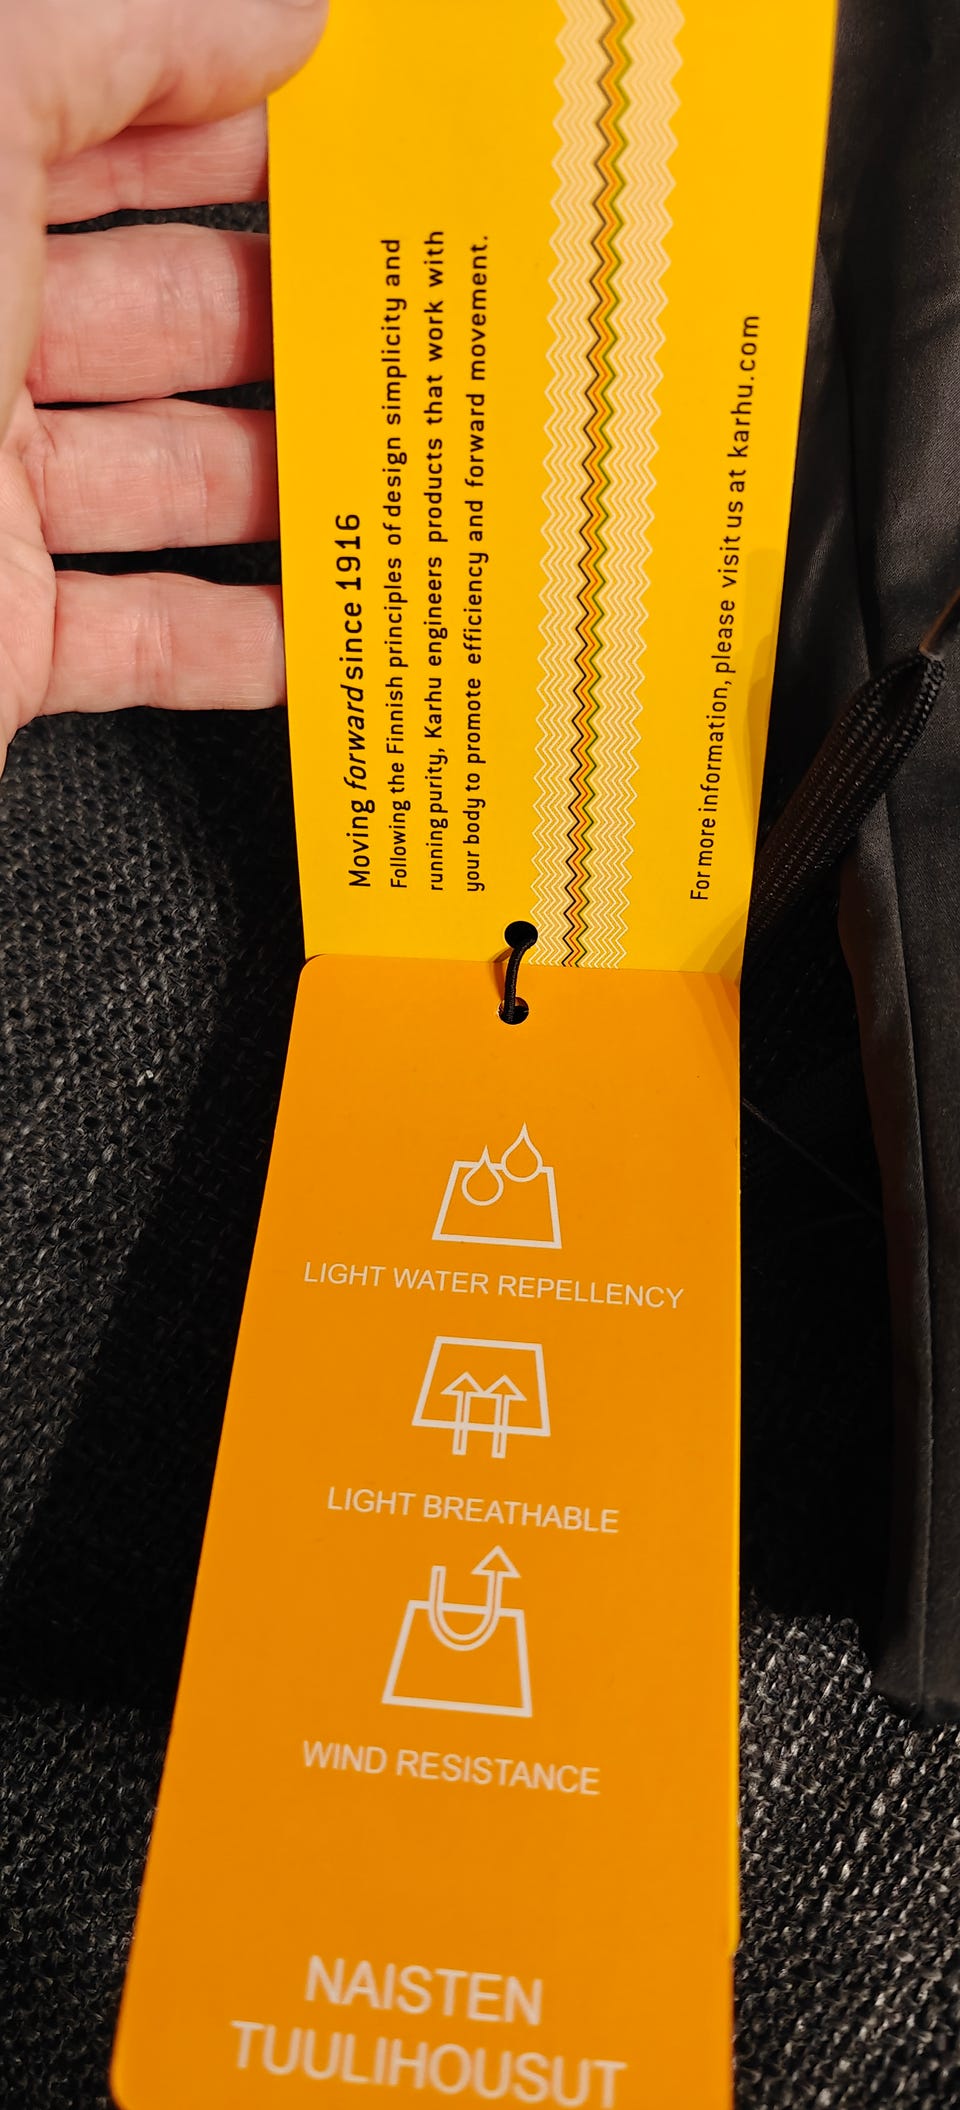 Moving forward since 1916
Following the Finnish principles of design simplicity and
running purity, Karhu engineers products that work with
your body to promote efficiency and forward movement.
For more information, please visit us at karhu.com
LIGHT WATER REPELLENCY
LIGHT BREATHABLE
WIND RESISTANCE
NAISTEN
TUULIHOUSUT